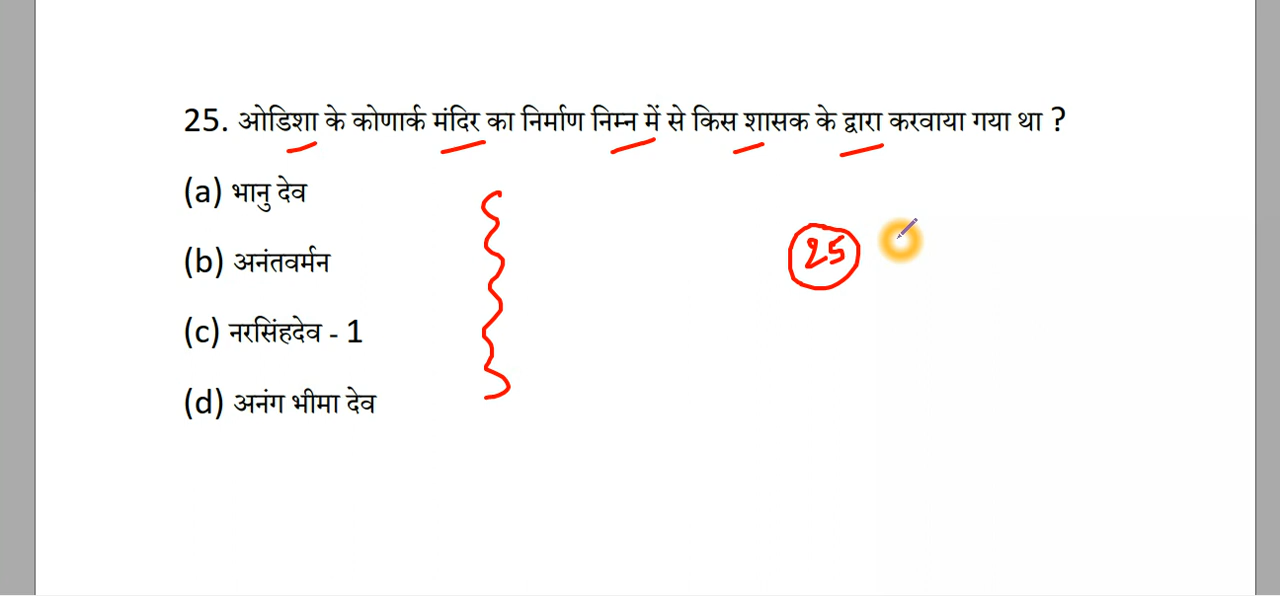 25. ओडिशा के कोणार्क मंदिर का निर्माण निम्न में से किस शासक के द्वारा करवाया गया था ?
(a) भानु देव
(b) अनंतवर्मन
25
(c) नरसिंहदेव - 1
(d) अनंग भीमा देव